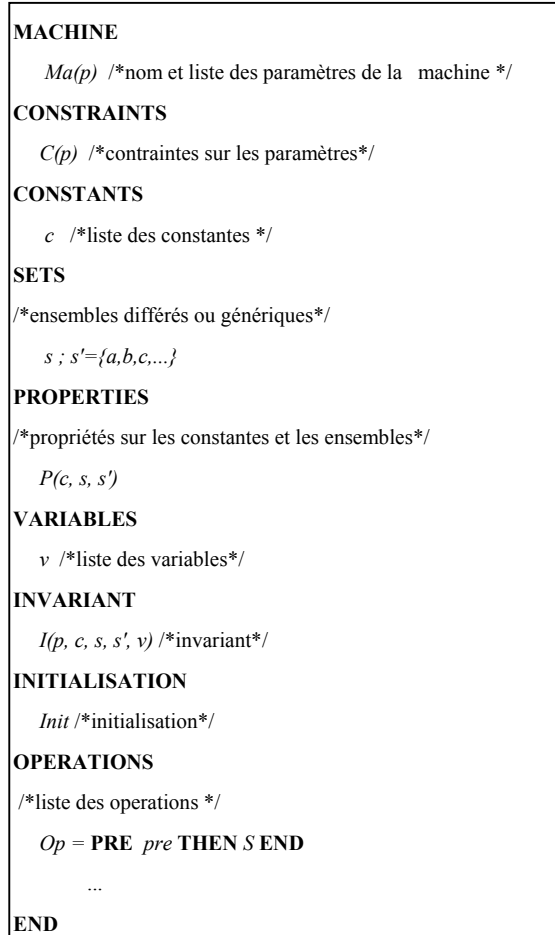 MACHINE
Ma(p) /*nom et liste des paramètres de la machine */
CONSTRAINTS
C(p) /*contraintes sur les paramètres*/
CONSTANTS
c /*liste des constantes */
SETS
/*ensembles différés ou génériques*/
s ; s'={a,b,c,...}
PROPERTIES
/*propriétés sur les constantes et les ensembles*/
P(c, s, s')
VARIABLES
v /*liste des variables*/
INVARIANT
I(p, c, s, s', v) /*invariant*/
INITIALISATION
Init /*initialisation*/
OPERATIONS
/*liste des operations */
Op = PRE pre THEN S END
...
END